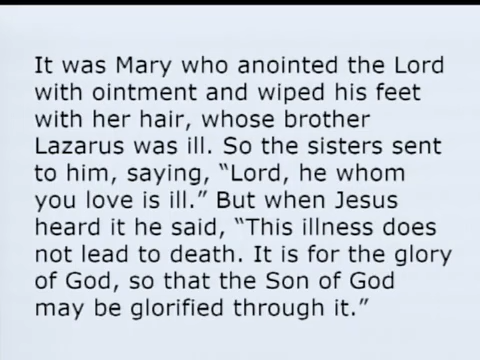 It was Mary who anointed the Lord
with ointment and wiped his feet
with her hair, whose brother
Lazarus was ill. So the sisters sent
to him, saying, “Lord, he whom
you love is ill.” But when Jesus
heard it he said, “This illness does
not lead to death. It is for the glory
of God, so that the Son of God
may be glorified through it.”